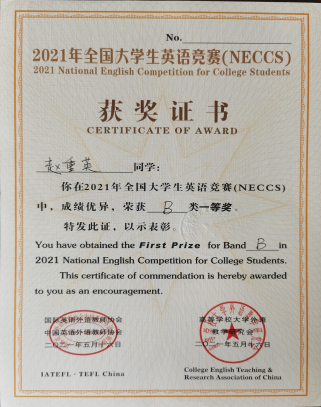 No.
2021年全国大学生英语竞赛(NECCS)
2021 National English Competition for College Students
获奖证书
CERTIFICATE OF AWARD
赵重英 同学:
你在2021年全国大学生英语竞赛(NECCS)
中，成绩优异，荣获 B 类一等奖。
特发此证，以示表彰。
You have obtained the First Prize for Band B in
2021 National English Competition for College Students.
This certificate of commendation is hereby awarded
to you as an encouragement.
国际英语外语教师协会
中国英语外语教师协会
二〇二一年五月十六日
IATEFL · TEFL China
高等学校大学外语
教学研究会
二〇二一年五月十六日
College English Teaching &
Research Association of China